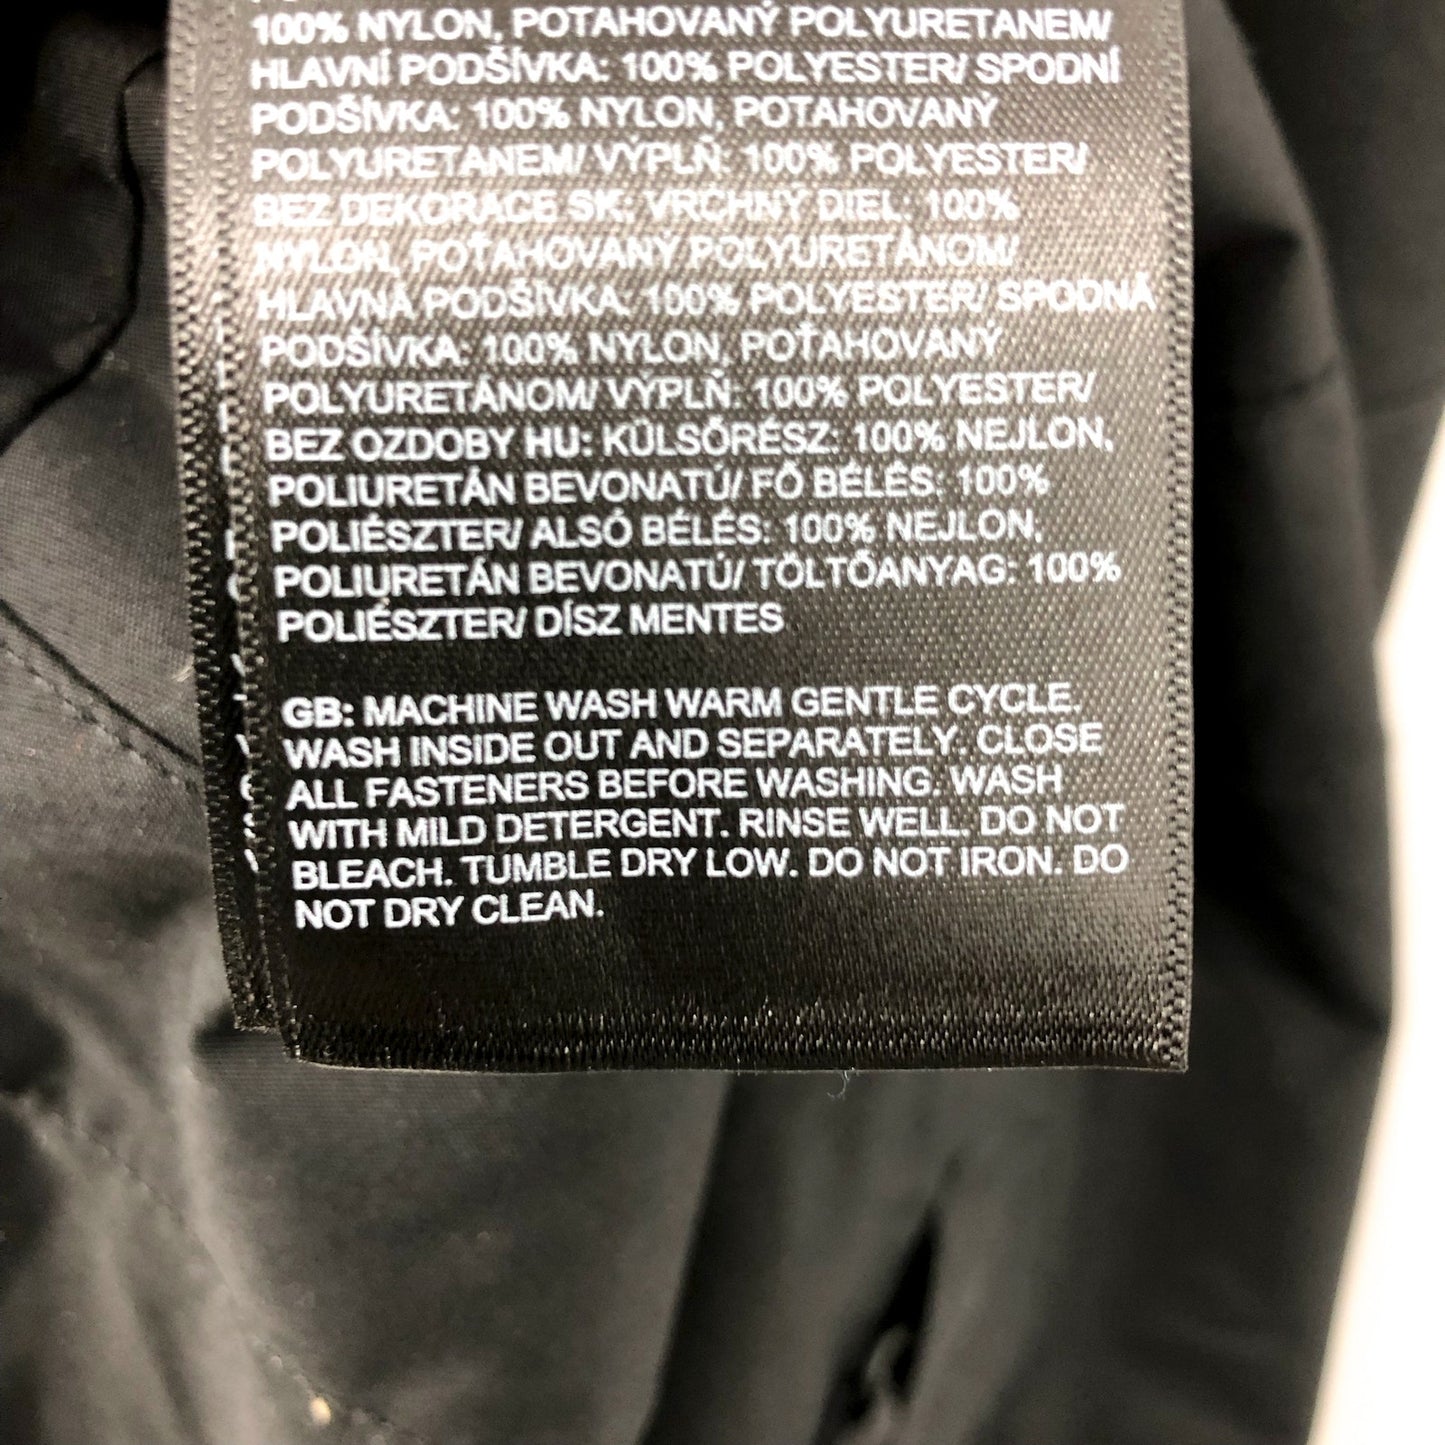 100% NYLON, POTAHOVANÝ POLYURETANEM/
HLAVNÍ PODŠÍVKA: 100% POLYESTER/ SPODNÍ
PODŠÍVKA: 100% NYLON, POTAHOVANÝ
POLYURETANEM/ VÝPLŇ: 100% POLYESTER/
BEZ DEKORACE SK: VRCHNÝ DIEL: 100%
NYLON, POŤAHOVANÝ POLYURETÁNOM/
HLAVNÁ PODŠÍVKA: 100% POLYESTER/ SPODNÁ
PODŠÍVKA: 100% NYLON, POŤAHOVANÝ
POLYURETÁNOM/ VÝPLŇ: 100% POLYESTER/
BEZ OZDOBY HU: KÜLSŐRÉSZ: 100% NEJLON,
POLIURETÁN BEVONATÚ/ FŐ BÉLÉS: 100%
POLIÉSZTER/ ALSÓ BÉLÉS: 100% NEJLON,
POLIURETÁN BEVONATÚ/ TÖLTŐANYAG: 100%
POLIÉSZTER/ DÍSZ MENTES
GB: MACHINE WASH WARM GENTLE CYCLE.
WASH INSIDE OUT AND SEPARATELY. CLOSE
ALL FASTENERS BEFORE WASHING. WASH
WITH MILD DETERGENT. RINSE WELL. DO NOT
BLEACH. TUMBLE DRY LOW. DO NOT IRON. DO
NOT DRY CLEAN.